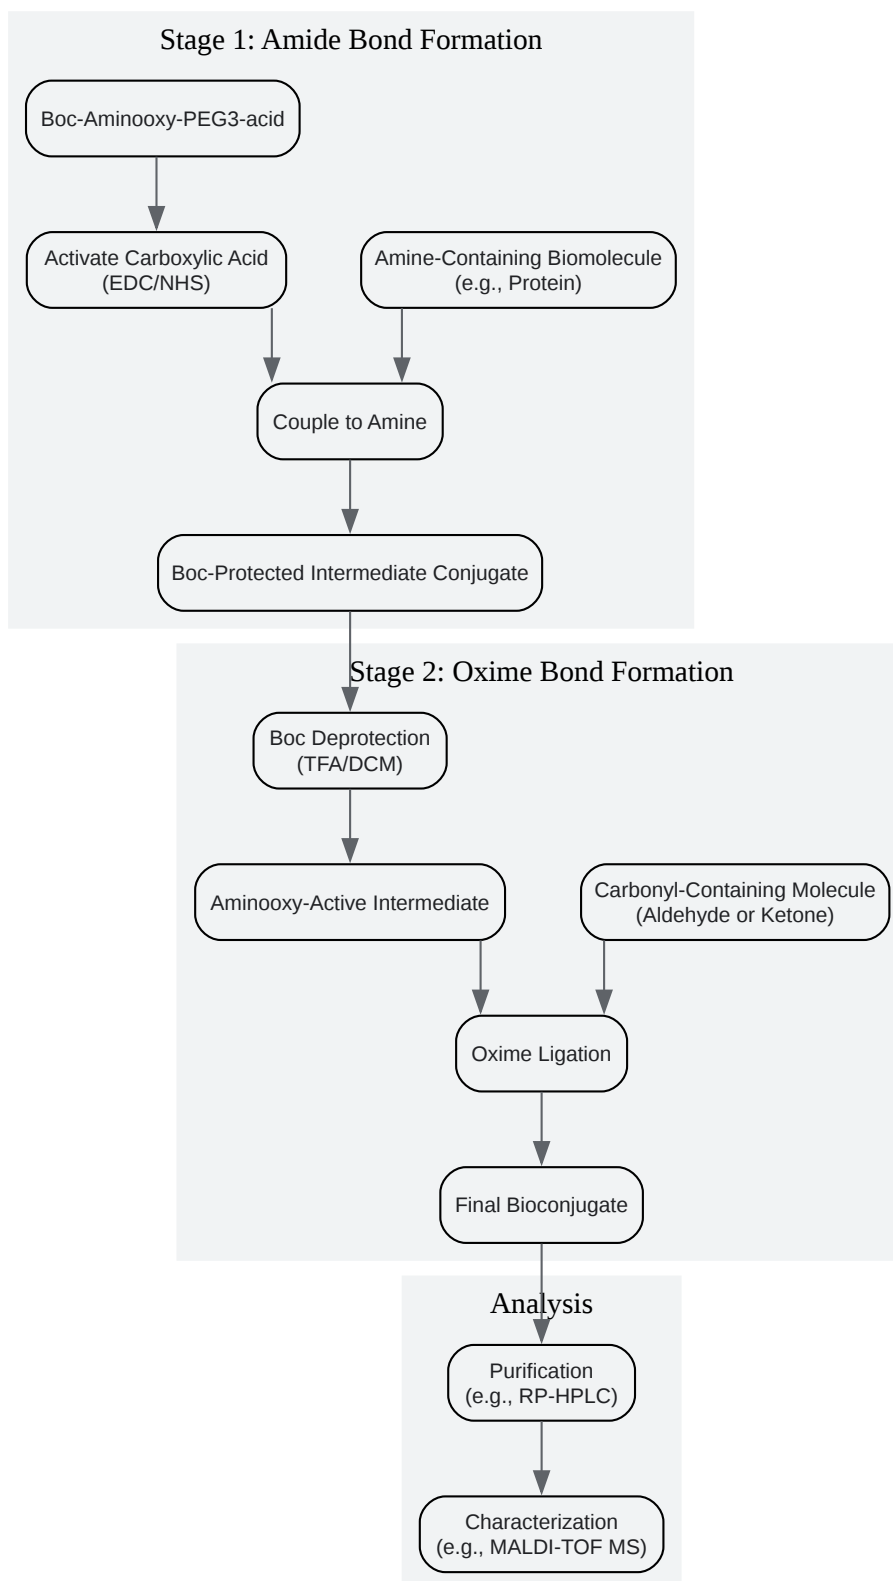 Stage 1: Amide Bond Formation
Boc-Aminooxy-PEG3-acid
Activate Carboxylic Acid
(EDC/NHS)
Amine-Containing Biomolecule
(e.g., Protein)
Couple to Amine
Boc-Protected Intermediate Conjugate
Stage 2: Oxime Bond Formation
Boc Deprotection
(TFA/DCM)
Aminooxy-Active Intermediate
Carbonyl-Containing Molecule
(Aldehyde or Ketone)
Oxime Ligation
Final Bioconjugate
Analysis
Purification
(e.g., RP-HPLC)
Characterization
(e.g., MALDI-TOF MS)